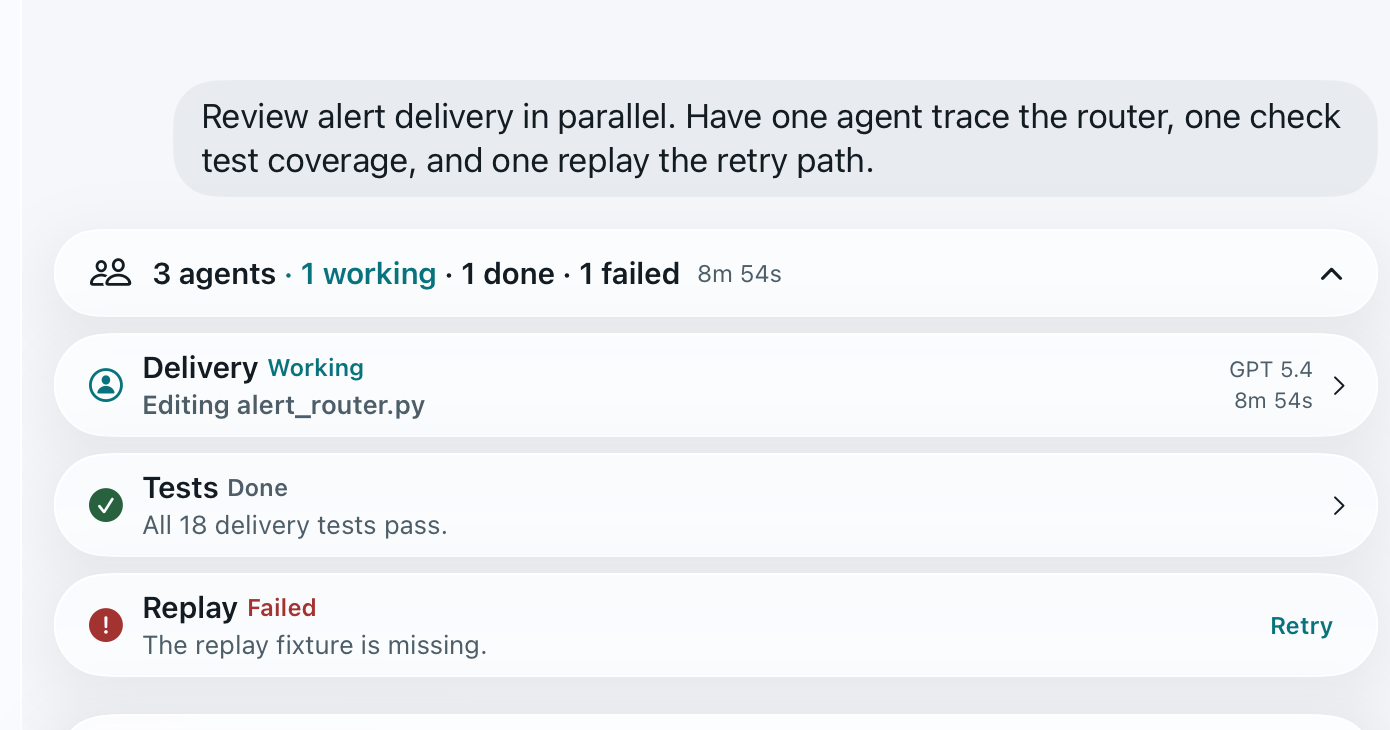 Review alert delivery in parallel. Have one agent trace the router, one check
test coverage, and one replay the retry path.
3 agents · 1 working · 1 done · 1 failed 8m 54s
Delivery Working
Editing alert_router.py
GPT 5.4
8m 54s
Tests Done
All 18 delivery tests pass.
Replay Failed
The replay fixture is missing.
Retry